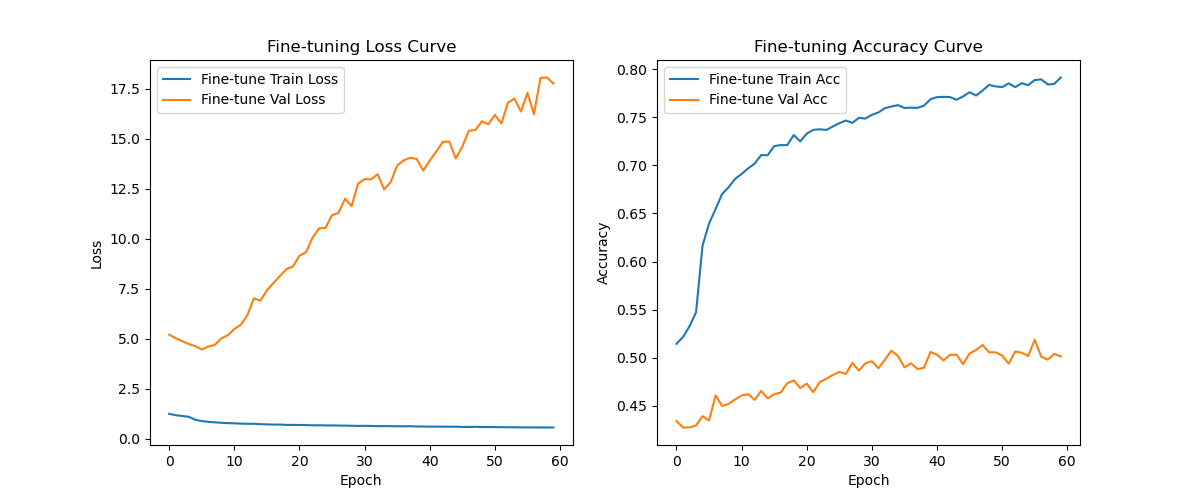 Fine-tuning Loss Curve
Fine-tune Train Loss
Fine-tune Val Loss
17.5
15.0
12.5
10.0
7.5
5.0
2.5
0.0
Loss
0 10 20 30 40 50 60
Epoch
Fine-tuning Accuracy Curve
Fine-tune Train Acc
Fine-tune Val Acc
0.80
0.75
0.70
0.65
0.60
0.55
0.50
0.45
Accuracy
0 10 20 30 40 50 60
Epoch